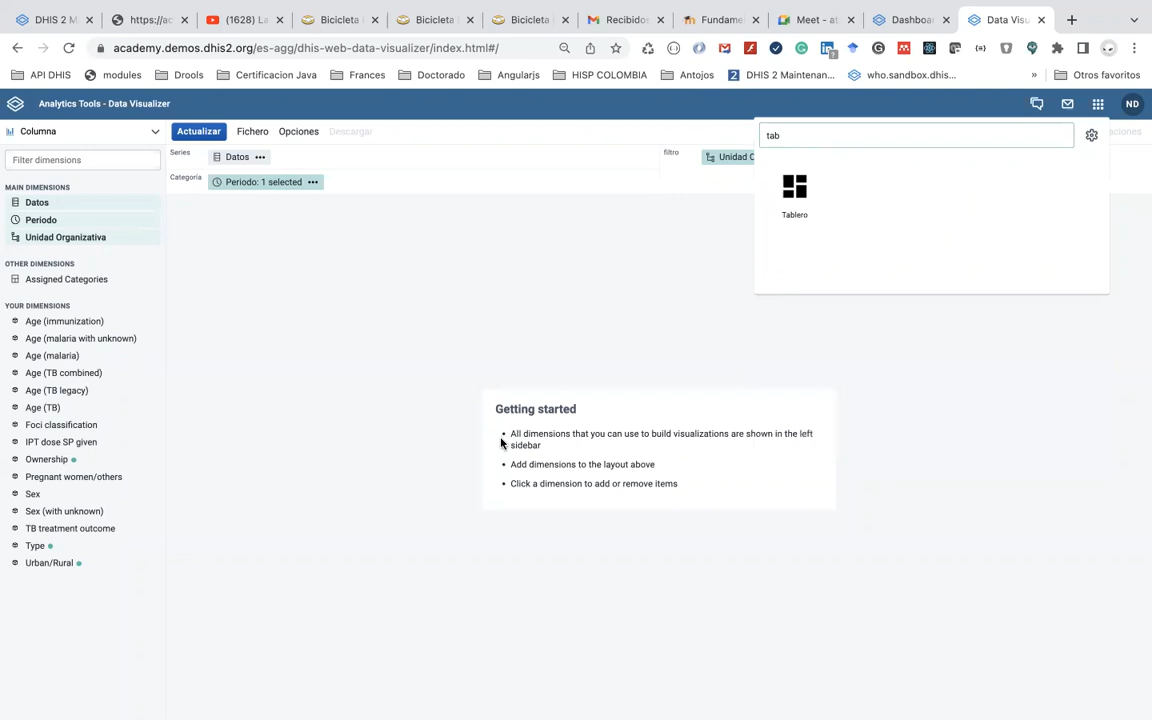 DHIS 2 M
https://ac
(1628) La
Bicicleta
Bicicleta
Bicicleta
Recibidos
Fundame
Meet - at
Dashboar
Data Visu
academy.demos.dhis2.org/es-agg/dhis-web-data-visualizer/index.html#/
API DHIS
modules
Drools
Certificacion Java
Frances
Doctorado
Angularjs
HISP COLOMBIA
Antojos
DHIS 2 Maintenan...
who.sandbox.dhis...
»
Otros favoritos
Analytics Tools - Data Visualizer
ND
Columna
Actualizar
Fichero
Opciones
Descargar
tab
aciones
Filter dimensions
Series
Datos
filtro
Unidad O
Categoría
Periodo: 1 selected
MAIN DIMENSIONS
Datos
Periodo
Unidad Organizativa
Tablero
OTHER DIMENSIONS
Assigned Categories
YOUR DIMENSIONS
Age (immunization)
Age (malaria with unknown)
Age (malaria)
Age (TB combined)
Age (TB legacy)
Age (TB)
Foci classification
IPT dose SP given
Ownership
Pregnant women/others
Sex
Sex (with unknown)
TB treatment outcome
Type
Urban/Rural
Getting started
• All dimensions that you can use to build visualizations are shown in the left
sidebar
• Add dimensions to the layout above
• Click a dimension to add or remove items